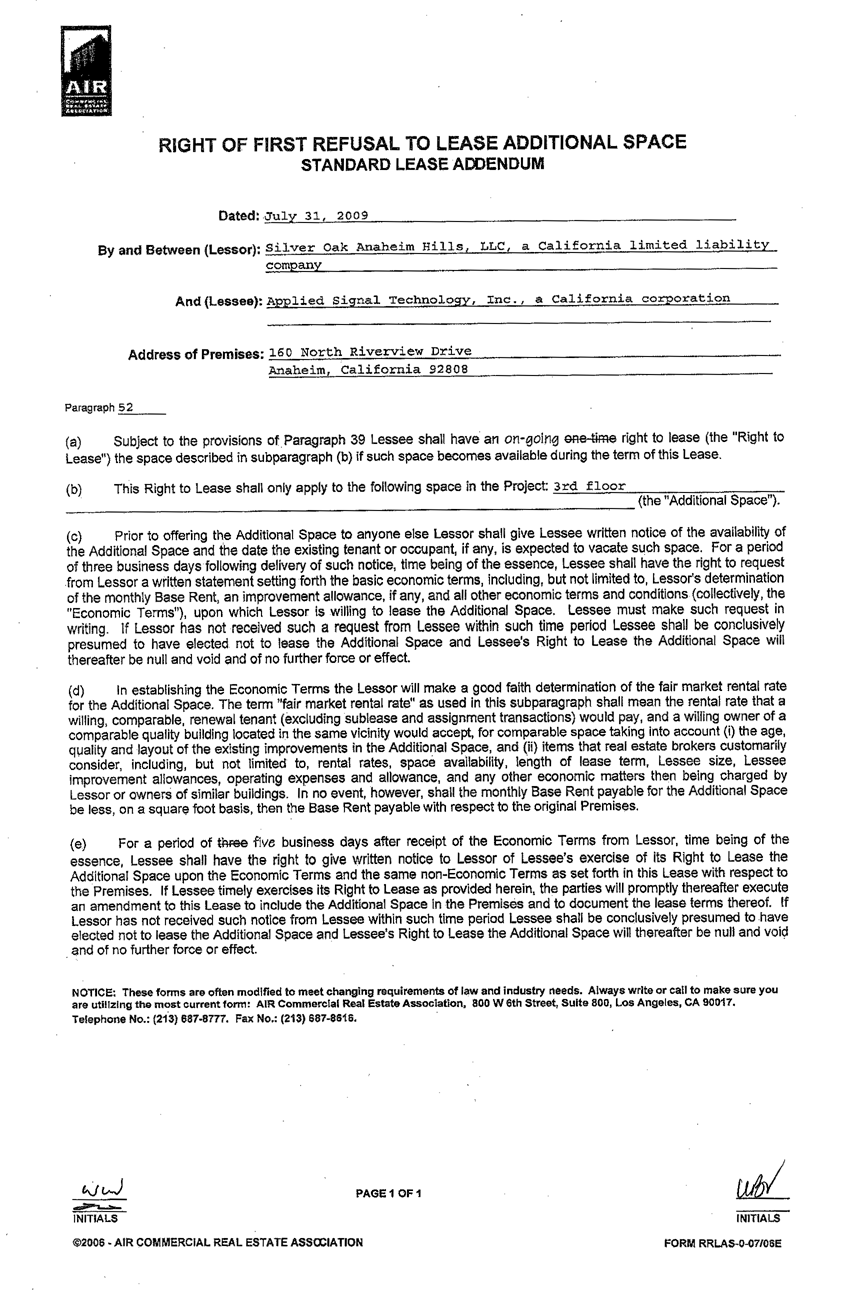 AIR
COMMERCIAL
REAL ESTATE
ASSOCIATION
RIGHT OF FIRST REFUSAL TO LEASE ADDITIONAL SPACE
STANDARD LEASE ADDENDUM
Dated: July 31, 2009
By and Between (Lessor): Silver Oak Anaheim Hills, LLC, a California limited liability
company
And (Lessee): Applied Signal Technology, Inc., a California corporation
Address of Premises: 160 North Riverview Drive
Anaheim, California 92808
Paragraph 52
(a) Subject to the provisions of Paragraph 39 Lessee shall have an on-going one-time right to lease (the "Right to
Lease") the space described in subparagraph (b) if such space becomes available during the term of this Lease.
(b) This Right to Lease shall only apply to the following space in the Project: 3rd floor
(the "Additional Space").
(c) Prior to offering the Additional Space to anyone else Lessor shall give Lessee written notice of the availability of
the Additional Space and the date the existing tenant or occupant, if any, is expected to vacate such space. For a period
of three business days following delivery of such notice, time being of the essence, Lessee shall have the right to request
from Lessor a written statement setting forth the basic economic terms, including, but not limited to, Lessor's determination
of the monthly Base Rent, an improvement allowance, if any, and all other economic terms and conditions (collectively, the
"Economic Terms"), upon which Lessor is willing to lease the Additional Space. Lessee must make such request in
writing. If Lessor has not received such a request from Lessee within such time period Lessee shall be conclusively
presumed to have elected not to lease the Additional Space and Lessee's Right to Lease the Additional Space will
thereafter be null and void and of no further force or effect.
(d) In establishing the Economic Terms the Lessor will make a good faith determination of the fair market rental rate
for the Additional Space. The term "fair market rental rate" as used in this subparagraph shall mean the rental rate that a
willing, comparable, renewal tenant (excluding sublease and assignment transactions) would pay, and a willing owner of a
comparable quality building located in the same vicinity would accept, for comparable space taking into account (i) the age,
quality and layout of the existing improvements in the Additional Space, and (ii) items that real estate brokers customarily
consider, including, but not limited to, rental rates, space availability, length of lease term, Lessee size, Lessee
improvement allowances, operating expenses and allowance, and any other economic matters then being charged by
Lessor or owners of similar buildings. In no event, however, shall the monthly Base Rent payable for the Additional Space
be less, on a square foot basis, then the Base Rent payable with respect to the original Premises.
(e) For a period of three five business days after receipt of the Economic Terms from Lessor, time being of the
essence, Lessee shall have the right to give written notice to Lessor of Lessee's exercise of its Right to Lease the
Additional Space upon the Economic Terms and the same non-Economic Terms as set forth in this Lease with respect to
the Premises. If Lessee timely exercises its Right to Lease as provided herein, the parties will promptly thereafter execute
an amendment to this Lease to include the Additional Space in the Premises and to document the lease terms thereof. If
Lessor has not received such notice from Lessee within such time period Lessee shall be conclusively presumed to have
elected not to lease the Additional Space and Lessee's Right to Lease the Additional Space will thereafter be null and void
and of no further force or effect.
NOTICE: These forms are often modified to meet changing requirements of law and industry needs. Always write or call to make sure you
are utilizing the most current form: AIR Commercial Real Estate Association, 800 W 6th Street, Suite 800, Los Angeles, CA 90017.
Telephone No.: (213) 687-8777. Fax No.: (213) 687-8616.
PAGE 1 OF 1
INITIALS INITIALS
©2006 - AIR COMMERCIAL REAL ESTATE ASSOCIATION FORM RRLAS-0-07/06E